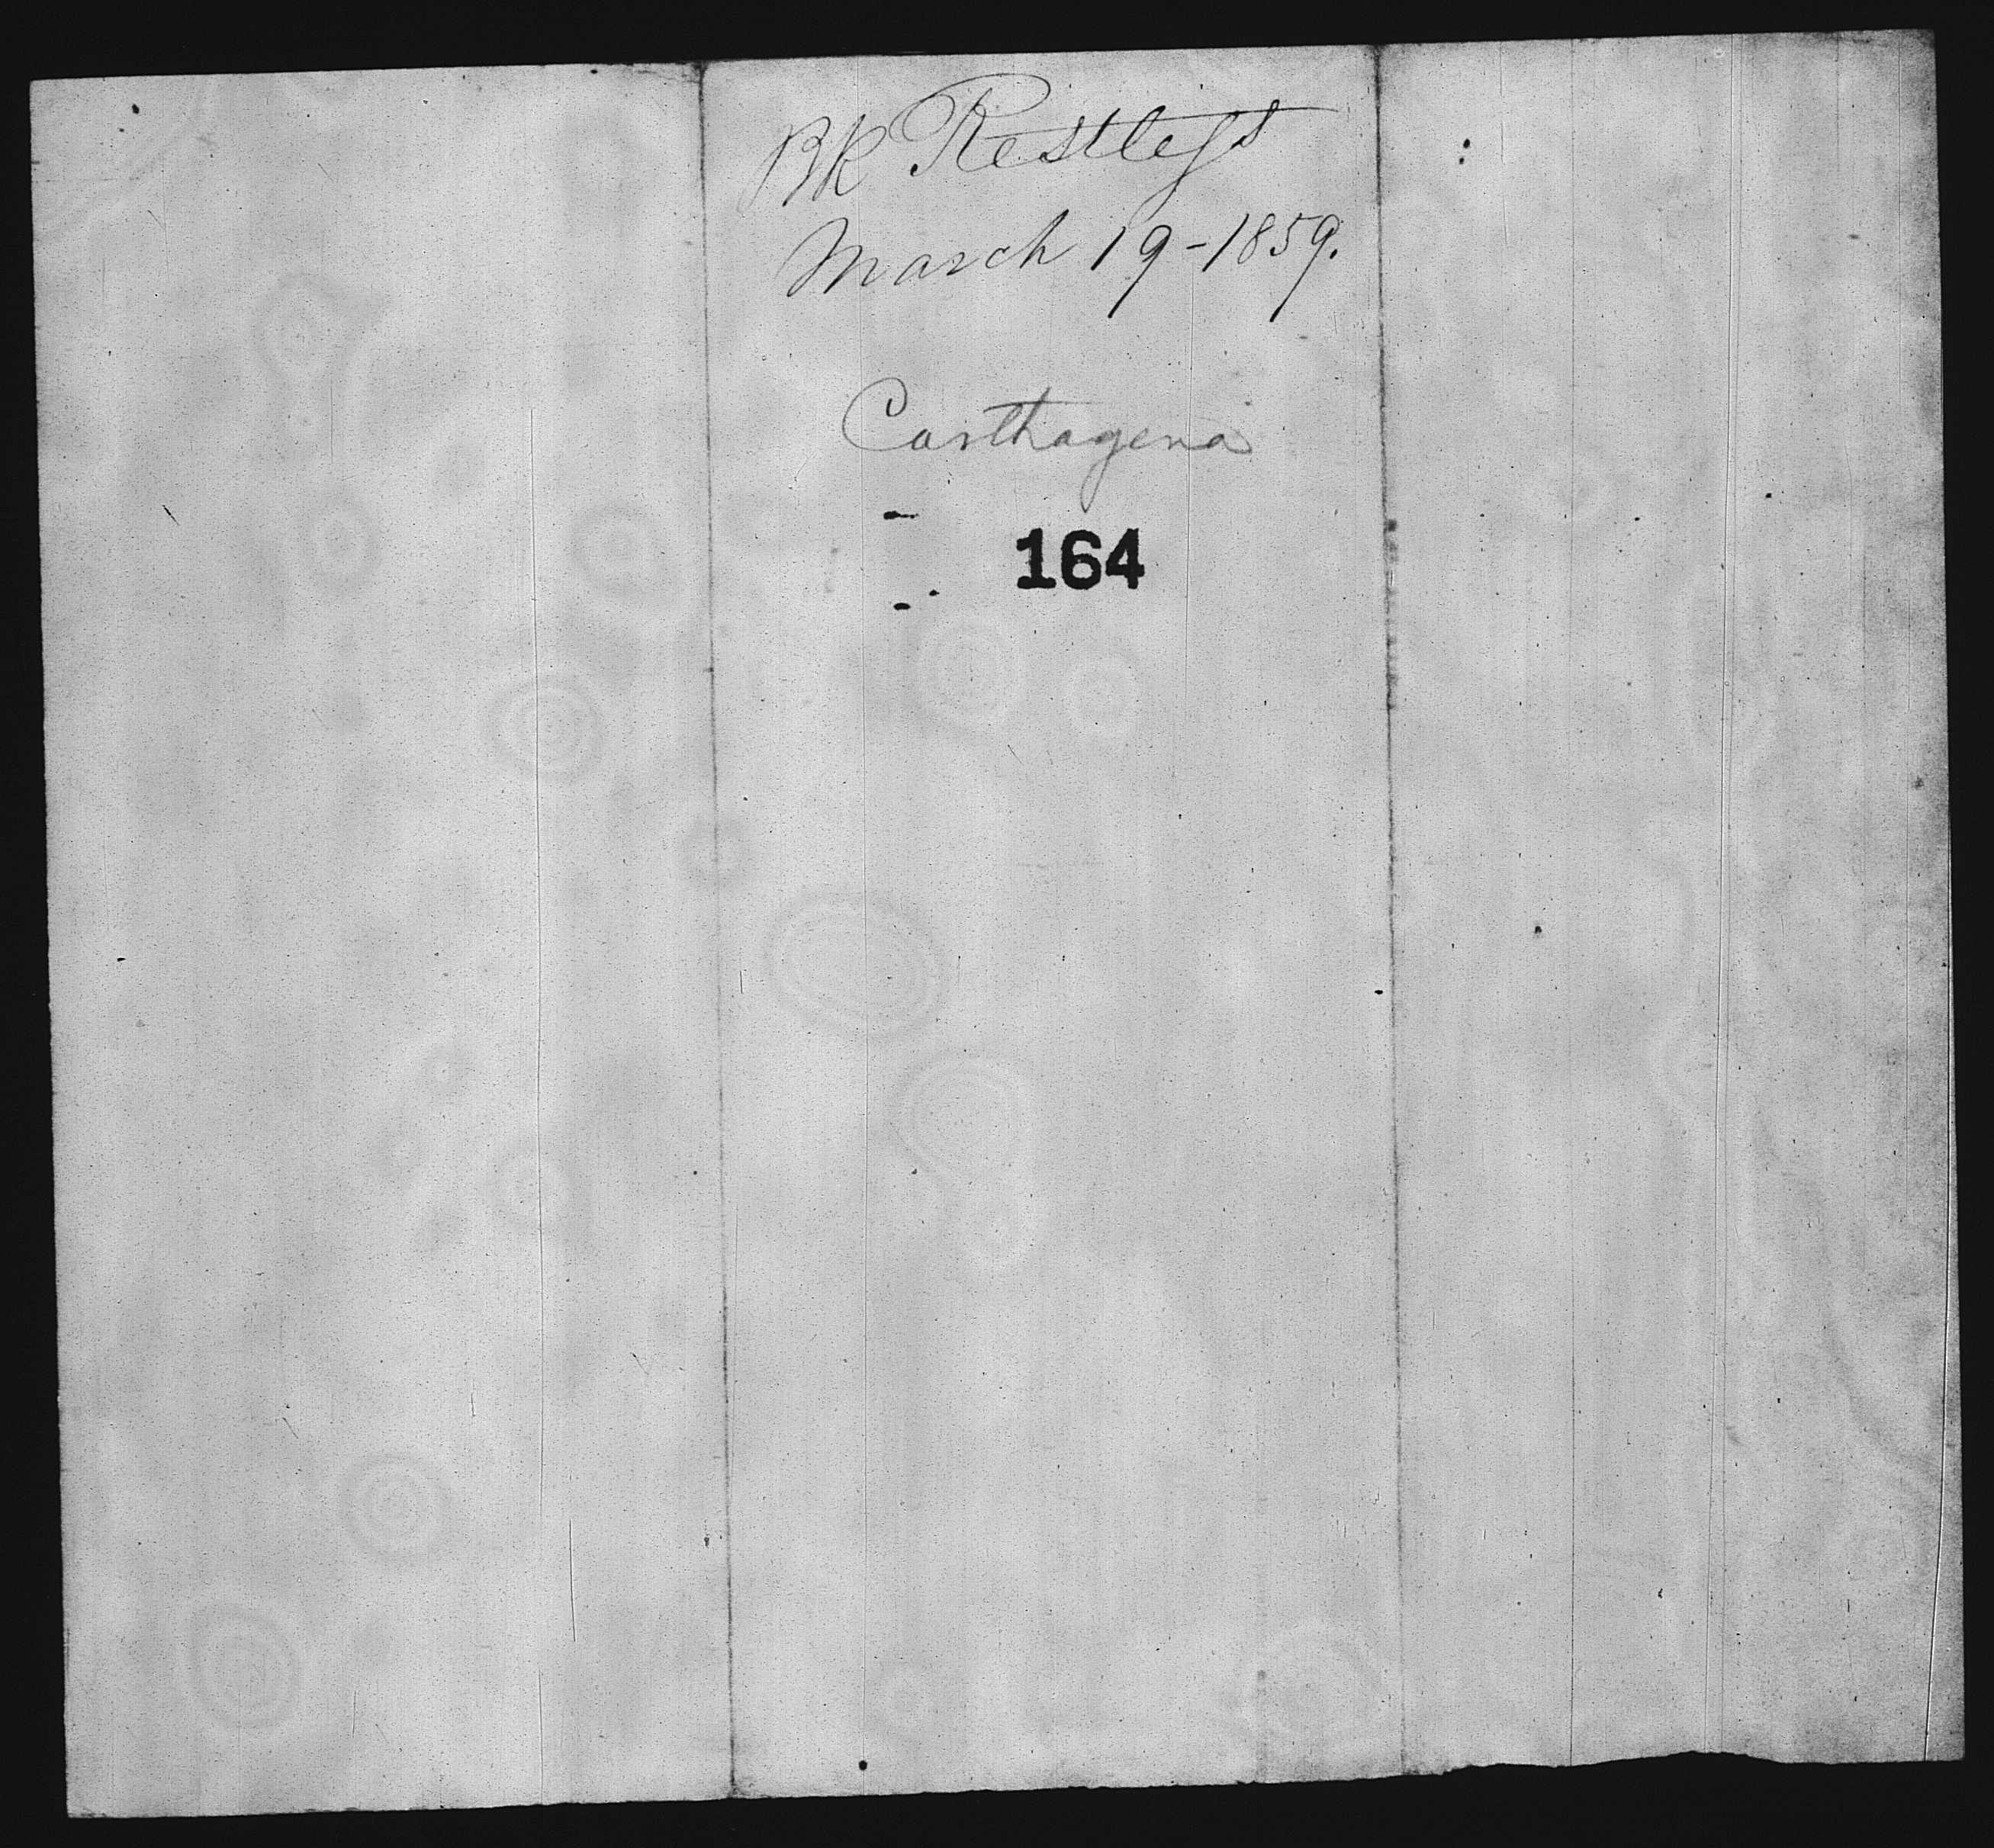 Bk Restless
March 19-1859.
Carthagena
164